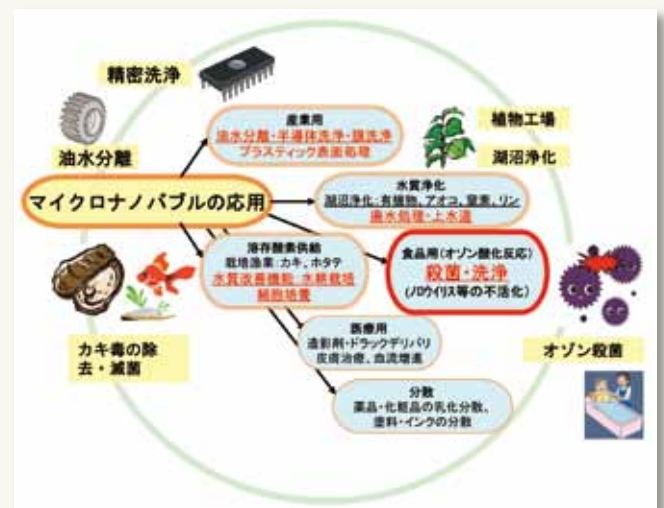 精密洗浄
油水分離
産業用
油水分離・半導体洗浄・膜洗浄
プラスティック表面処理
植物工場
湖沼浄化
マイクロナノバブルの応用
水質浄化
湖沼浄化:有機物、アオコ、窒素、リン
廃水処理・上水道
溶存酸素供給
栽培漁業:カキ、ホタテ
水質改善機能 水耕栽培
細胞培養
食品用(オゾン酸化反応)
殺菌・洗浄
(ノロウイリス等の不活化)
カキ毒の除
去・滅菌
オゾン殺菌
医療用
造影剤・ドラックデリバリ
皮膚治療、血流増進
分散
薬品・化粧品の乳化分散、
塗料・インクの分散